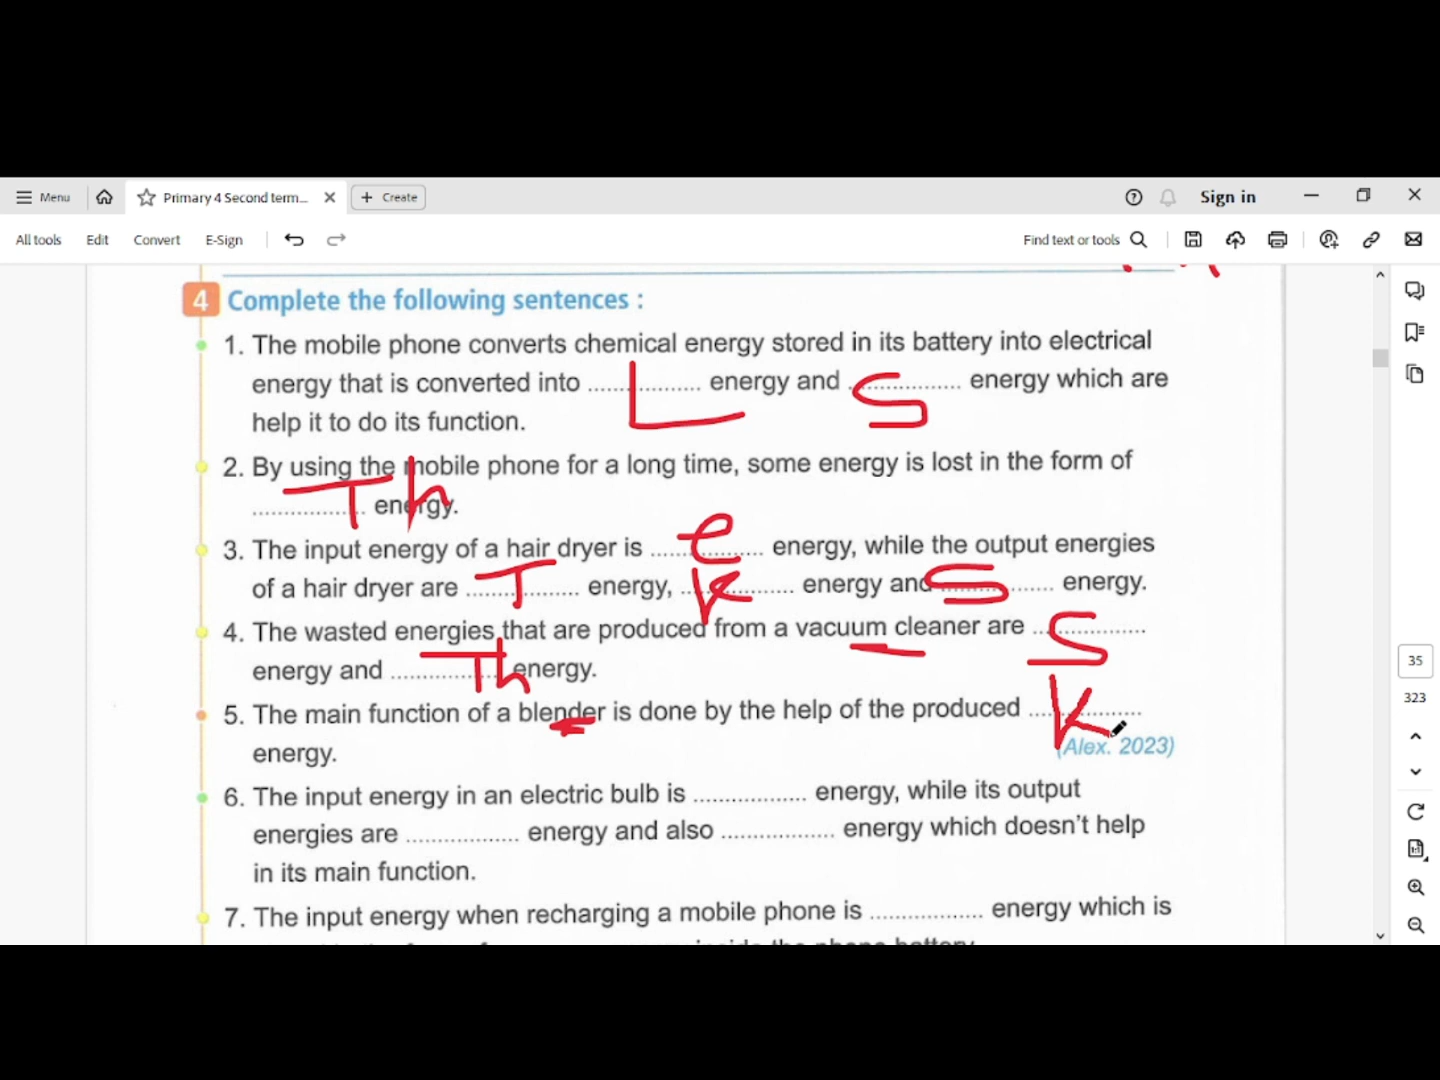 Menu
Primary 4 Second term...
Create
Sign in
All tools
Edit
Convert
E-Sign
Find text or tools
4 Complete the following sentences :
1. The mobile phone converts chemical energy stored in its battery into electrical
energy that is converted into .......L....... energy and .......S....... energy which are
help it to do its function.
2. By using the mobile phone for a long time, some energy is lost in the form of
.......Th....... energy.
3. The input energy of a hair dryer is .......e....... energy, while the output energies
of a hair dryer are .......T....... energy, .......k....... energy and .......S....... energy.
4. The wasted energies that are produced from a vacuum cleaner are .......S.......
energy and .......Th....... energy.
5. The main function of a blender is done by the help of the produced .......k.......
energy.
(Alex. 2023)
6. The input energy in an electric bulb is ............... energy, while its output
energies are ............... energy and also ............... energy which doesn't help
in its main function.
7. The input energy when recharging a mobile phone is ............... energy which is
inside the phone battery
35
323